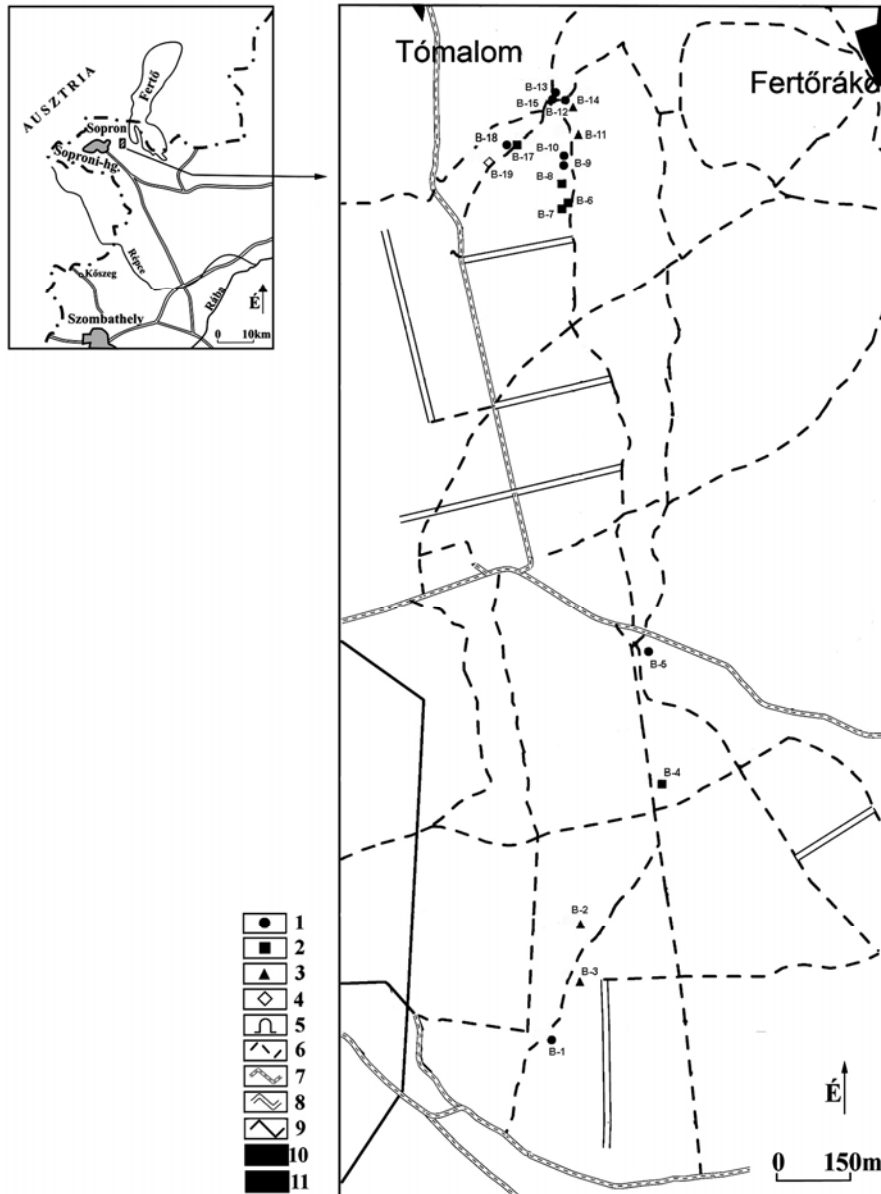 AUSZTRIA
Fertő
Sopron
Soproni-hg.
Répce
Kőszeg
Szombathely
Rába
É
0 10km
Tómalom
Fertőrákо
B-13
B-15
B-12
B-14
B-11
B-18
B-17
B-10
B-9
B-19
B-8
B-6
B-7
B-5
B-4
B-2
B-3
B-1
1
2
3
4
5
6
7
8
9
10
11
É
0 150m